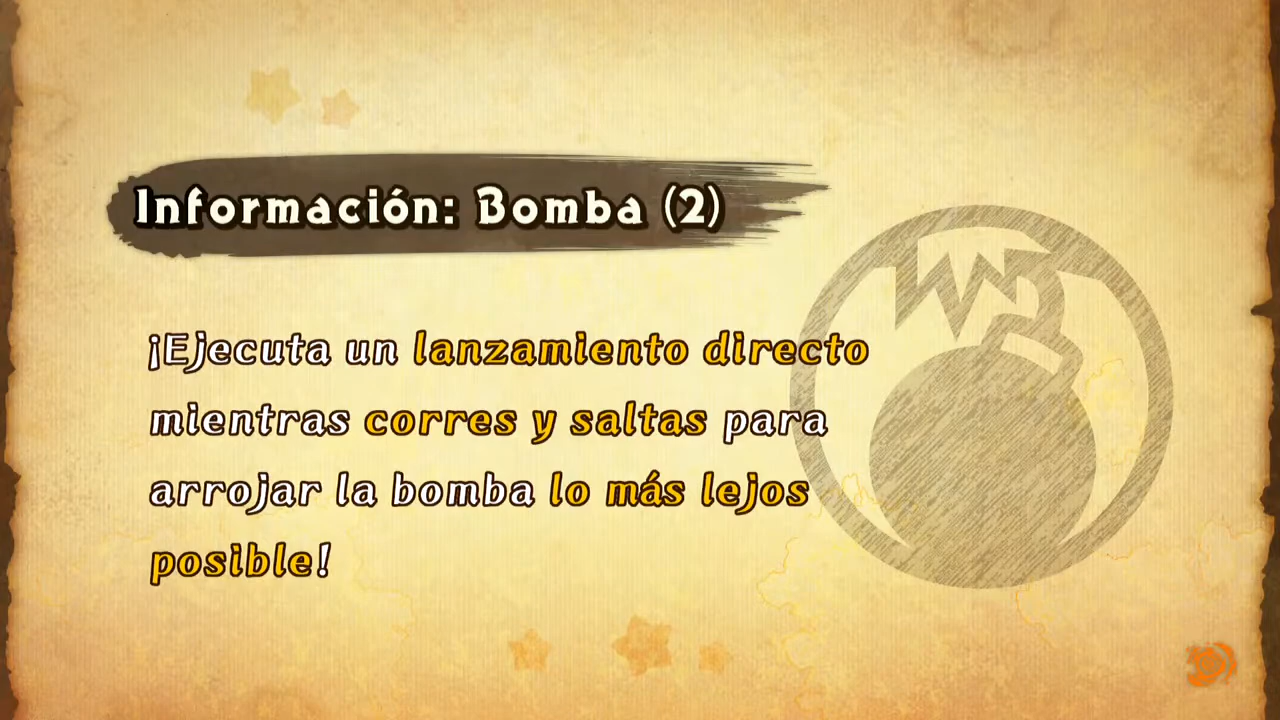 Información: Bomba (2)
¡Ejecuta un lanzamiento directo
mientras corres y saltas para
arrojar la bomba lo más lejos
posible!